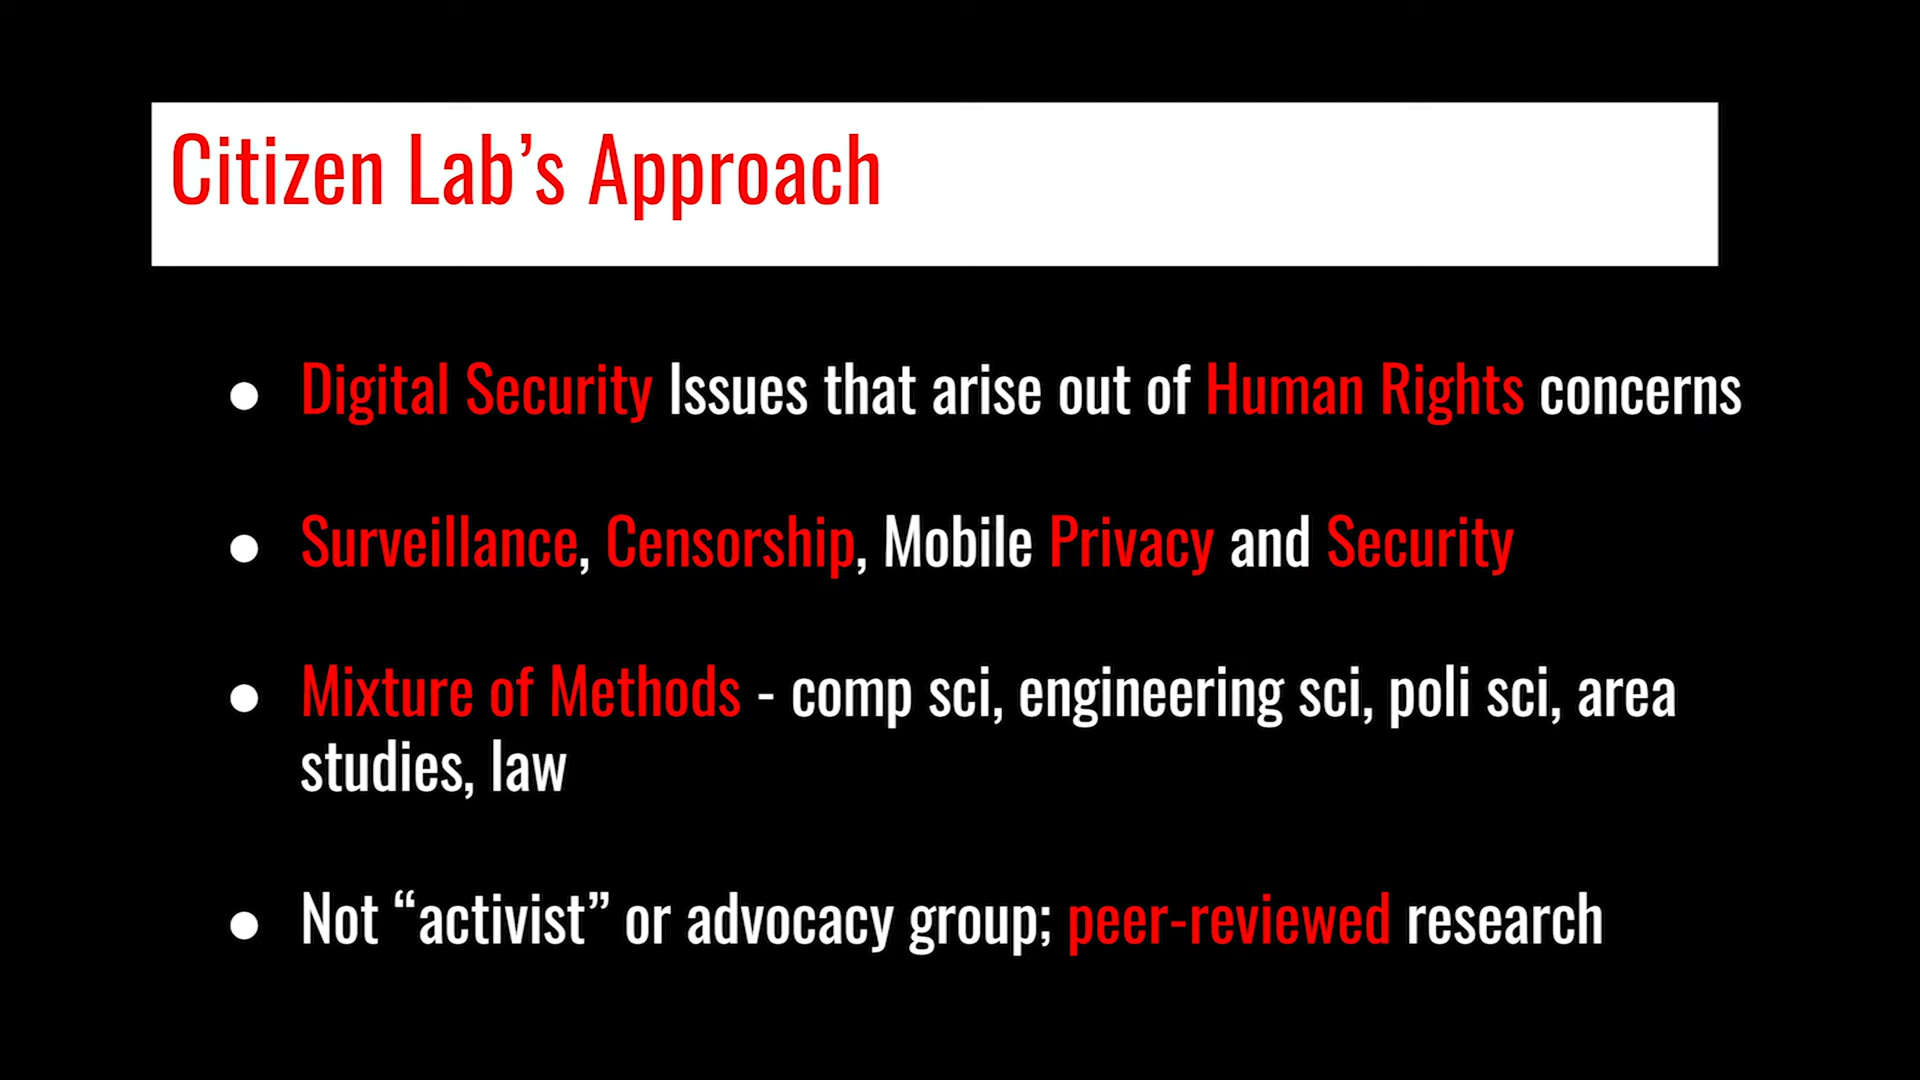 Citizen Lab’s Approach
● Digital Security Issues that arise out of Human Rights concerns
● Surveillance, Censorship, Mobile Privacy and Security
● Mixture of Methods - comp sci, engineering sci, poli sci, area
studies, law
● Not “activist” or advocacy group; peer-reviewed research